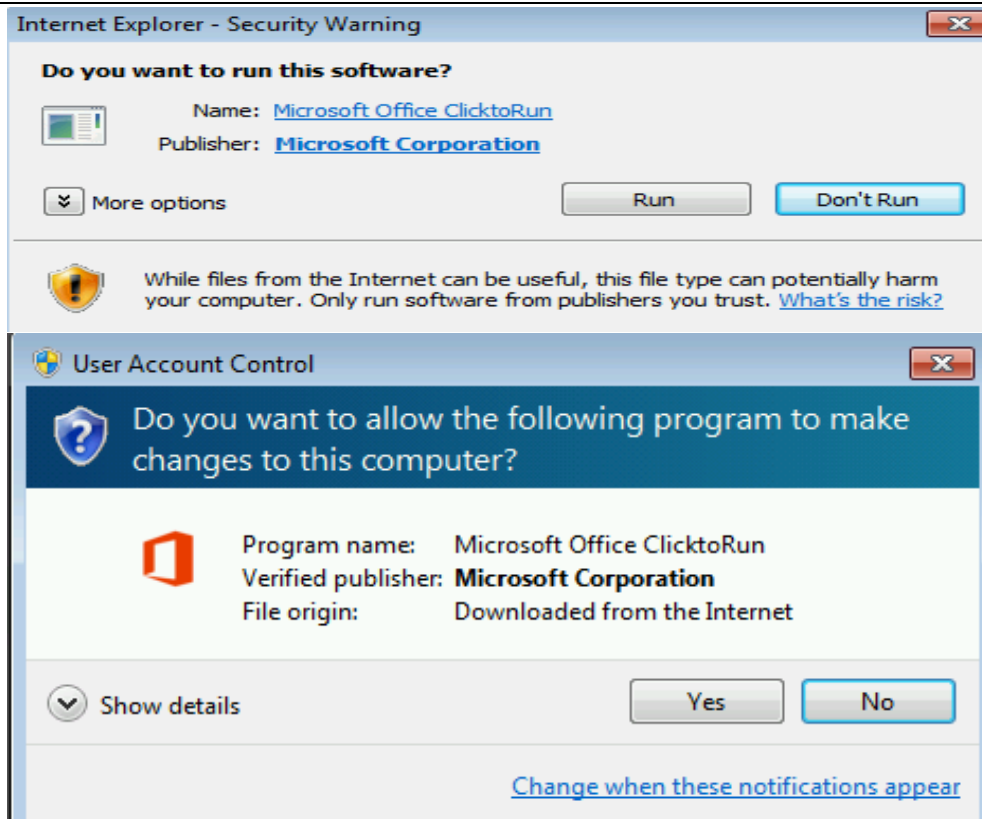 Internet Explorer - Security Warning
Do you want to run this software?
Name: Microsoft Office ClicktoRun
Publisher: Microsoft Corporation
More options
Run
Don't Run
While files from the Internet can be useful, this file type can potentially harm
your computer. Only run software from publishers you trust. What's the risk?
User Account Control
Do you want to allow the following program to make
changes to this computer?
Program name: Microsoft Office ClicktoRun
Verified publisher: Microsoft Corporation
File origin: Downloaded from the Internet
Show details
Yes
No
Change when these notifications appear